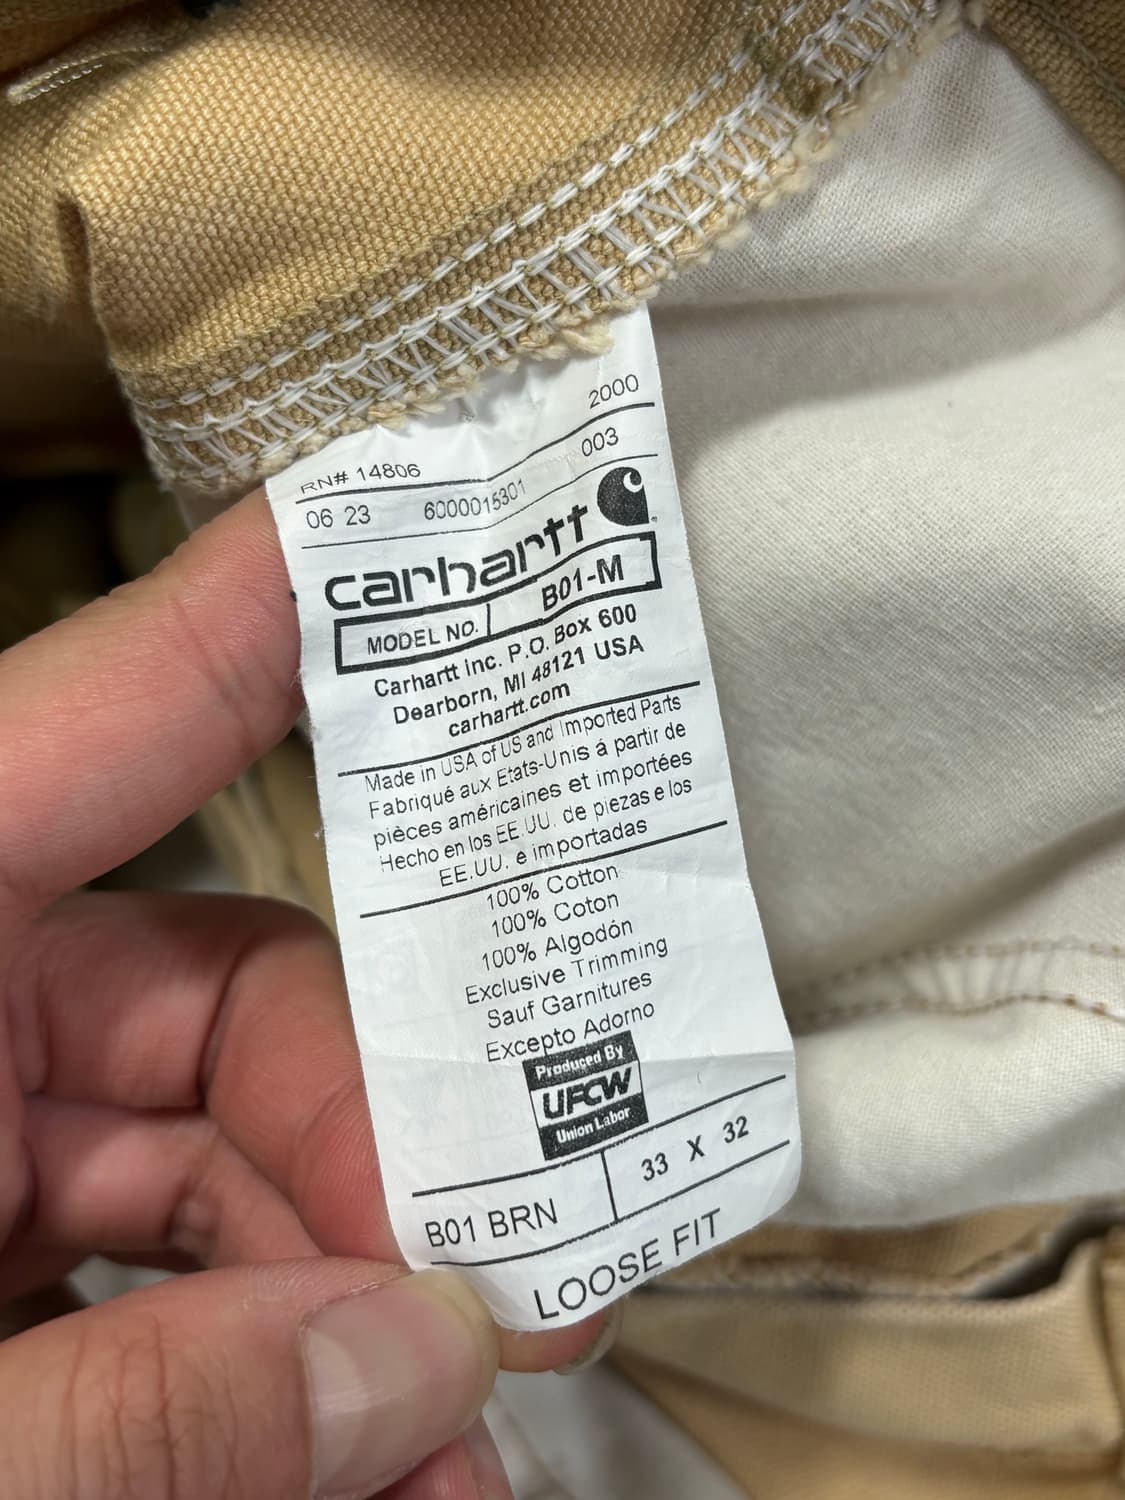 2000
RN# 14806
003
06 23 6000015301
carhartt
MODEL NO. B01-M
Carhartt Inc. P.O. Box 600
Dearborn, MI 48121 USA
carhartt.com
Made in USA of US and Imported Parts
Fabriqué aux Etats-Unis á partir de
pièces américaines et importées
Hecho en los EE.UU. de piezas e los
EE.UU. e importadas
100% Cotton
100% Coton
100% Algodón
Exclusive Trimming
Sauf Garnitures
Excepto Adorno
Produced By
UFCW
Union Labor
B01 BRN 33 X 32
LOOSE FIT